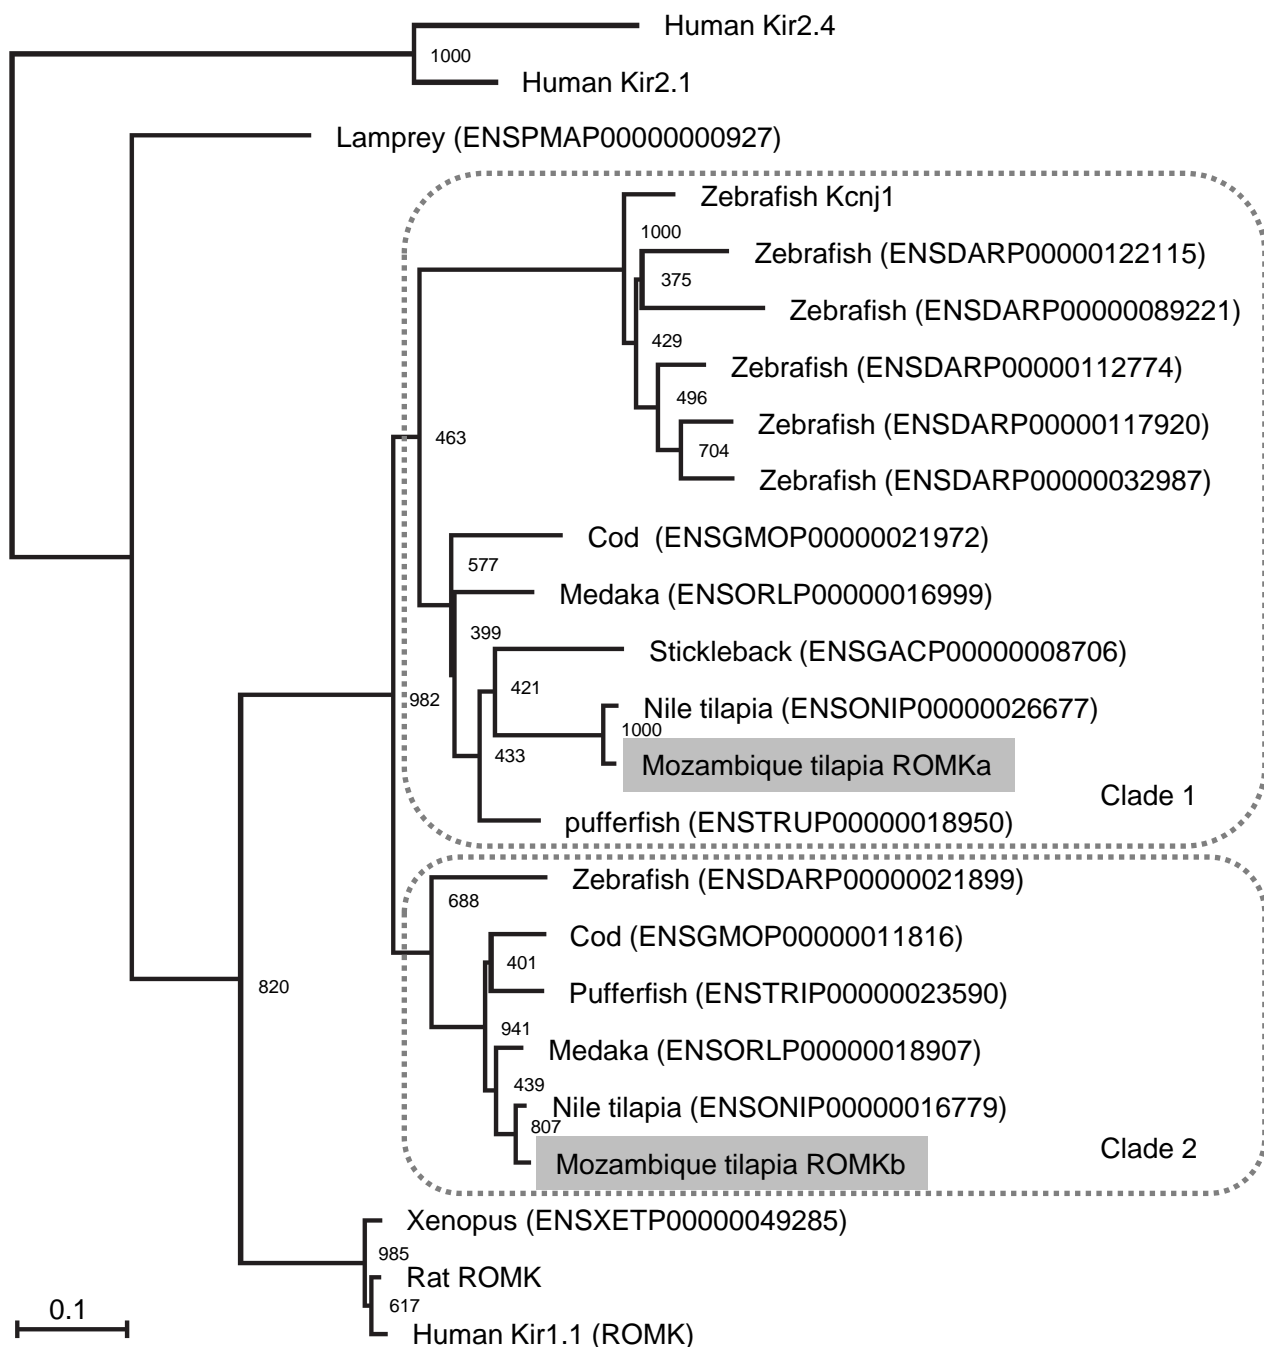 Human Kir2.4
1000
Human Kir2.1
Lamprey (ENSPMAP00000000927)
Zebrafish Kcnj1
1000
Zebrafish (ENSDARP00000122115)
375
Zebrafish (ENSDARP00000089221)
429
Zebrafish (ENSDARP00000112774)
496
Zebrafish (ENSDARP00000117920)
463
704
Zebrafish (ENSDARP00000032987)
Cod (ENSGMOP00000021972)
577
Medaka (ENSORLP00000016999)
399
Stickleback (ENSGACP00000008706)
421
982
Nile tilapia (ENSONIP00000026677)
1000
433
Mozambique tilapia ROMKa
Clade 1
pufferfish (ENSTRUP00000018950)
Zebrafish (ENSDARP00000021899)
688
Cod (ENSGMOP00000011816)
401
820
Pufferfish (ENSTRIP00000023590)
941
Medaka (ENSORLP00000018907)
439
Nile tilapia (ENSONIP00000016779)
807
Clade 2
Mozambique tilapia ROMKb
Xenopus (ENSXETP00000049285)
985
Rat ROMK
617
0.1
Human Kir1.1 (ROMK)